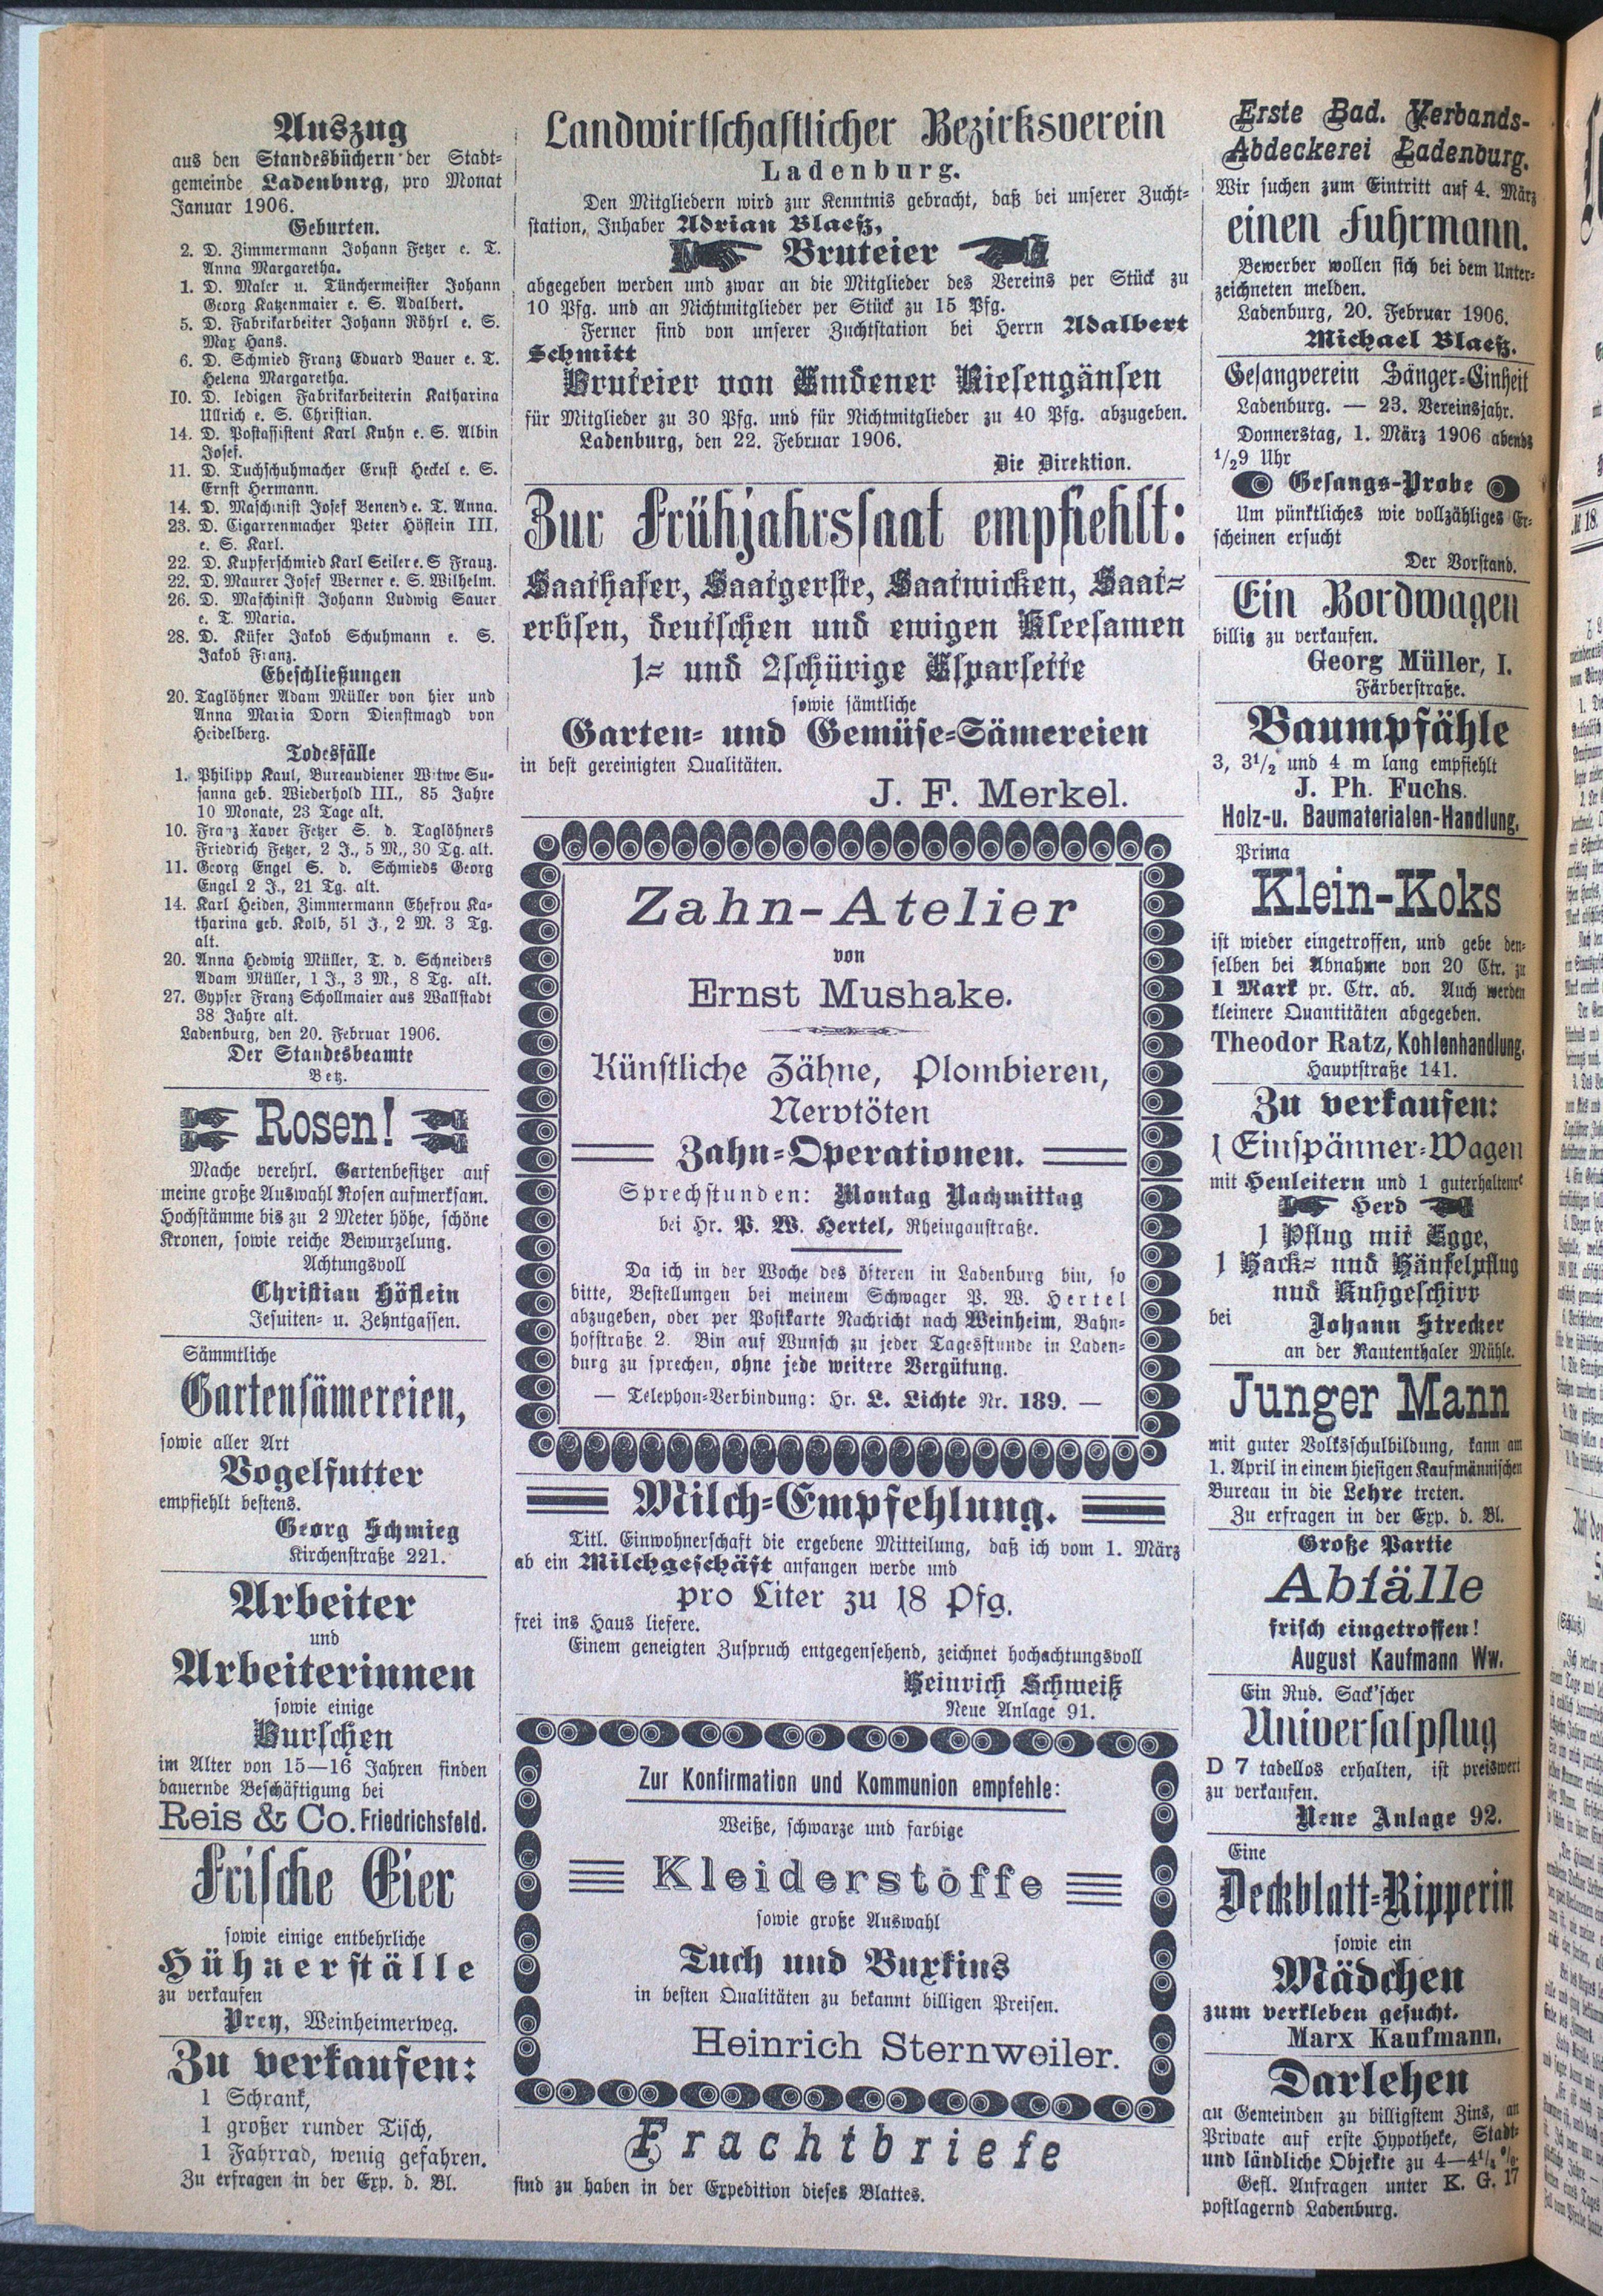 Auszug
aus den Standesbüchern der Stadt-
gemeinde Ladenburg, pro Monat
Januar 1906.
Geburten.
2. D. Zimmermann Johann Fetzer e. T.
Anna Margaretha.
1. D. Maler u. Tünchermeister Johann
Georg Katzenmaier e. S. Adalbert.
5. D. Fabrikarbeiter Johann Röhrl e. S.
Max Hans.
6. D. Schmied Franz Eduard Bauer e. T.
Helena Margaretha.
10. D. ledigen Fabrikarbeiterin Katharina
Ullrich e. S. Christian.
14. D. Postassistent Karl Kuhn e. S. Albin
Josef.
11. D. Tuchschuhmacher Ernst Heckel e. S.
Ernst Hermann.
14. D. Maschinist Josef Benend e. T. Anna.
23. D. Cigarrenmacher Peter Höflein III,
e. S. Karl.
22. D. Kupferschmied Karl Seiler e. S Franz.
22. D. Maurer Josef Werner e. S. Wilhelm.
26. D. Maschinist Johann Ludwig Sauer
e. T. Maria.
28. D. Küfer Jakob Schuhmann e. S.
Jakob Franz.
Eheschließungen
20. Taglöhner Adam Müller von hier und
Anna Maria Dorn Dienstmagd von
Heidelberg.
Todesfälle
1. Philipp Kaul, Bureaudiener Witwe Su-
sanna geb. Wiederhold III., 85 Jahre
10 Monate, 23 Tage alt.
10. Franz Xaver Fetzer S. d. Taglöhners
Friedrich Fetzer, 2 J., 5 M., 30 Tg. alt.
11. Georg Engel S. d. Schmieds Georg
Engel 2 J., 21 Tg. alt.
14. Karl Heiden, Zimmermann Ehefrou Ka-
tharina geb. Kolb, 51 J., 2 M. 3 Tg.
alt.
20. Anna Hedwig Müller, T. d. Schneiders
Adam Müller, 1 J., 3 M., 8 Tg. alt.
27. Gypser Franz Schollmaier aus Wallstadt
38 Jahre alt.
Ladenburg, den 20. Februar 1906.
Der Standesbeamte
Betz.
Rosen!
Mache verehrl. Gartenbesitzer auf
meine große Auswahl Rosen aufmerksam.
Hochstämme bis zu 2 Meter höhe, schöne
Kronen, sowie reiche Bewurzelung.
Achtungsvoll
Christian Höflein
Jesuiten- u. Zehntgassen.
Sämmtliche
Gartensämereien,
sowie aller Art
Vogelfutter
empfiehlt bestens.
Georg Schmieg
Kirchenstraße 221.
Arbeiter
und
Arbeiterinnen
sowie einige
Burschen
im Alter von 15—16 Jahren finden
dauernde Beschäftigung bei
Reis & Co. Friedrichsfeld.
Frische Eier
sowie einige entbehrliche
Hühnerställe
zu verkaufen
Prey, Weinheimerweg.
Zu verkaufen:
1 Schrank,
1 großer runder Tisch,
1 Fahrrad, wenig gefahren.
Zu erfragen in der Exp. d. Bl.
Landwirtschaftlicher Bezirksverein
Ladenburg.
Den Mitgliedern wird zur Kenntnis gebracht, daß bei unserer Zucht-
station, Inhaber Adrian Blaeß,
Bruteier
abgegeben werden und zwar an die Mitglieder des Vereins per Stück zu
10 Pfg. und an Nichtmitglieder per Stück zu 15 Pfg.
Ferner sind von unserer Zuchtstation bei Herrn Adalbert
Schmitt
Bruteier von Emdener Riesengänsen
für Mitglieder zu 30 Pfg. und für Nichtmitglieder zu 40 Pfg. abzugeben.
Ladenburg, den 22. Februar 1906.
Die Direktion.
Zur Frühjahrssaat empfiehlt:
Saathafer, Saatgerste, Saatwicken, Saat-
erbsen, deutschen und ewigen Kleesamen
1- und 2schürige Esparsette
sowie sämtliche
Garten- und Gemüse-Sämereien
in best gereinigten Qualitäten.
J. F. Merkel.
Zahn-Atelier
von
Ernst Mushake.
Künstliche Zähne, Plombieren,
Nervtöten
Zahn-Operationen.
Sprechstunden: Montag Nachmittag
bei Hr. P. W. Hertel, Rheingaustraße.
Da ich in der Woche des öfteren in Ladenburg bin, so
bitte, Bestellungen bei meinem Schwager P. W. Hertel
abzugeben, oder per Postkarte Nachricht nach Weinheim, Bahn-
hofstraße 2. Bin auf Wunsch zu jeder Tagesstunde in Laden-
burg zu sprechen, ohne jede weitere Vergütung.
— Telephon-Verbindung: Hr. L. Lichte Nr. 189. —
Milch-Empfehlung.
Titl. Einwohnerschaft die ergebene Mitteilung, daß ich vom 1. März
ab ein Milchgeschäft anfangen werde und
pro Liter zu 18 Pfg.
frei ins Haus liefere.
Einem geneigten Zuspruch entgegensehend, zeichnet hochachtungsvoll
Heinrich Schweiß
Neue Anlage 91.
Zur Konfirmation und Kommunion empfehle:
Weiße, schwarze und farbige
Kleiderstoffe
sowie große Auswahl
Tuch und Buxkins
in besten Qualitäten zu bekannt billigen Preisen.
Heinrich Sternweiler.
Frachtbriefe
sind zu haben in der Expedition dieses Blattes.
Erste Bad. Verbands-
Abdeckerei Ladenburg.
Wir suchen zum Eintritt auf 4. März
einen Fuhrmann.
Bewerber wollen sich bei dem Unter-
zeichneten melden.
Ladenburg, 20. Februar 1906.
Michael Blaeß.
Gesangverein Sänger-Einheit
Ladenburg. — 23. Vereinsjahr.
Donnerstag, 1. März 1906 abends
1/29 Uhr
Gesangs-Probe
Um pünktliches wie vollzähliges Er-
scheinen ersucht
Der Vorstand.
Ein Bordwagen
billig zu verkaufen.
Georg Müller, I.
Färberstraße.
Baumpfähle
3, 3 1/2 und 4 m lang empfiehlt
J. Ph. Fuchs.
Holz-u. Baumaterialen-Handlung.
Prima
Klein-Koks
ist wieder eingetroffen, und gebe den-
selben bei Abnahme von 20 Ctr. zu
1 Mark pr. Ctr. ab. Auch werden
kleinere Quantitäten abgegeben.
Theodor Ratz, Kohlenhandlung.
Hauptstraße 141.
Zu verkaufen:
1 Einspänner-Wagen
mit Heuleitern und 1 guterhaltene
Herd
1 Pflug mit Egge,
1 Hack- und Häufelpflug
und Kuhgeschirr
bei
Johann Strecker
an der Kautenthaler Mühle.
Junger Mann
mit guter Volksschulbildung, kann am
1. April in einem hiesigen Kaufmännischen
Bureau in die Lehre treten.
Zu erfragen in der Exp. d. Bl.
Große Partie
Abfälle
frisch eingetroffen!
August Kaufmann Ww.
Ein Rud. Sack'scher
Universalpflug
D 7 tadellos erhalten, ist preiswert
zu verkaufen.
Neue Anlage 92.
Eine
Deckblatt-Ripperin
sowie ein
Mädchen
zum verkleben gesucht.
Marx Kaufmann.
Darlehen
an Gemeinden zu billigstem Zins, an
Private auf erste Hypotheke, Stadt-
und ländliche Objekte zu
Gefl. Anfragen unter K. G. 17
postlagernd Ladenburg.